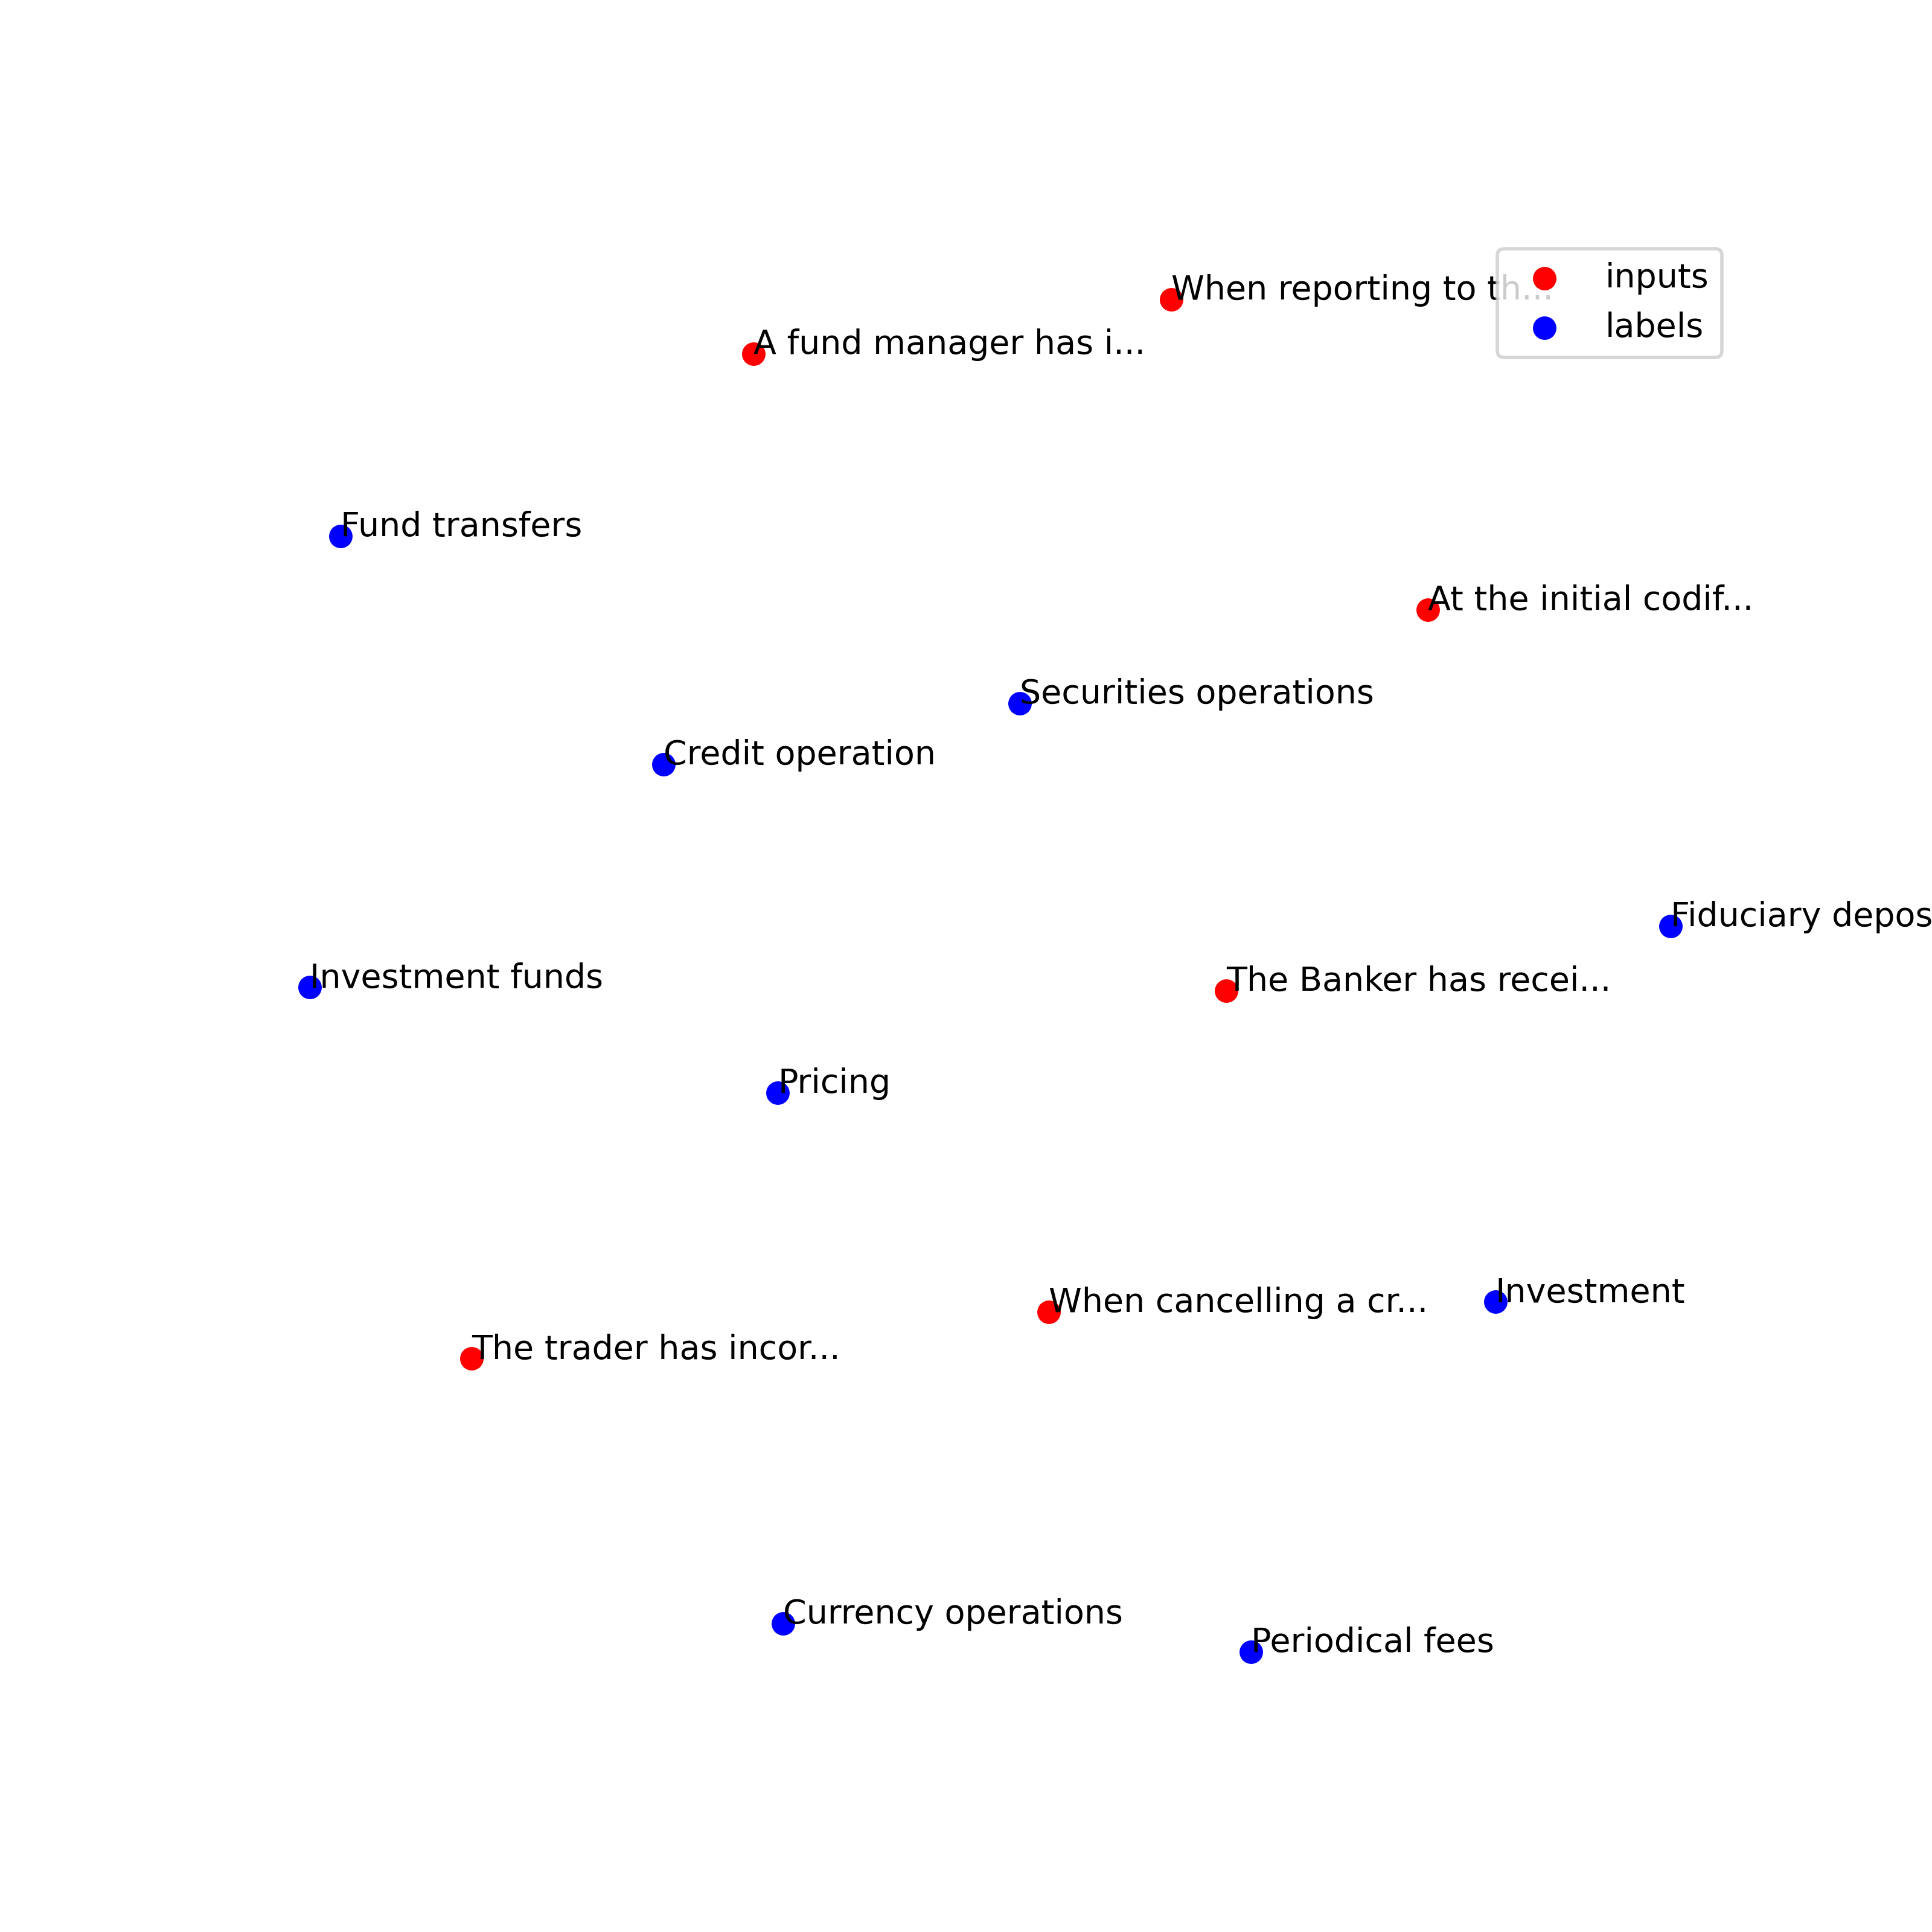 When reporting to th...
inputs
labels
A fund manager has i...
Fund transfers
At the initial codif...
Securities operations
Credit operation
Fiduciary depos
Investment funds
The Banker has recei...
Pricing
Investment
When cancelling a cr...
The trader has incor...
Currency operations
Periodical fees